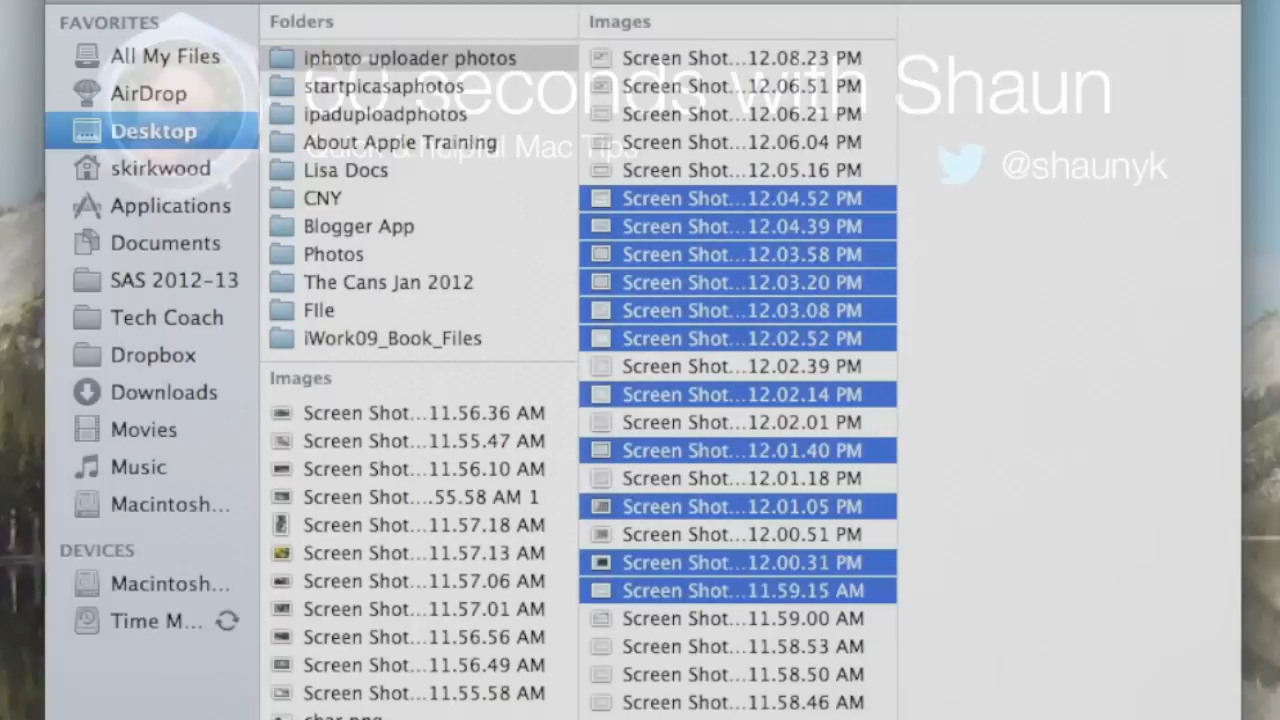 FAVORITES
All My Files
AirDrop
Desktop
skirkwood
Applications
Documents
SAS 2012-13
Tech Coach
Dropbox
Downloads
Movies
Music
Macintosh...
DEVICES
Macintosh...
Time M...
Folders
iphoto uploader photos
startpicasaphotos
ipaduploadphotos
About Apple Training
Lisa Docs
CNY
Blogger App
Photos
The Cans Jan 2012
FIle
iWork09_Book_Files
Images
Screen Shot...11.56.36 AM
Screen Shot...11.55.47 AM
Screen Shot...11.56.10 AM
Screen Shot....55.58 AM 1
Screen Shot...11.57.18 AM
Screen Shot...11.57.13 AM
Screen Shot...11.57.06 AM
Screen Shot...11.57.01 AM
Screen Shot...11.56.56 AM
Screen Shot...11.56.49 AM
Screen Shot...11.55.58 AM
char.png
Images
Screen Shot...12.08.23 PM
Screen Shot...12.06.51 PM
Screen Shot...12.06.21 PM
Screen Shot...12.06.04 PM
Screen Shot...12.05.16 PM
Screen Shot...12.04.52 PM
Screen Shot...12.04.39 PM
Screen Shot...12.03.58 PM
Screen Shot...12.03.20 PM
Screen Shot...12.03.08 PM
Screen Shot...12.02.52 PM
Screen Shot...12.02.39 PM
Screen Shot...12.02.14 PM
Screen Shot...12.02.01 PM
Screen Shot...12.01.40 PM
Screen Shot...12.01.18 PM
Screen Shot...12.01.05 PM
Screen Shot...12.00.51 PM
Screen Shot...12.00.31 PM
Screen Shot...11.59.15 AM
Screen Shot...11.59.00 AM
Screen Shot...11.58.53 AM
Screen Shot...11.58.50 AM
Screen Shot...11.58.46 AM
60 seconds with Shaun
Quick & helpful Mac Tips
@shaunyk